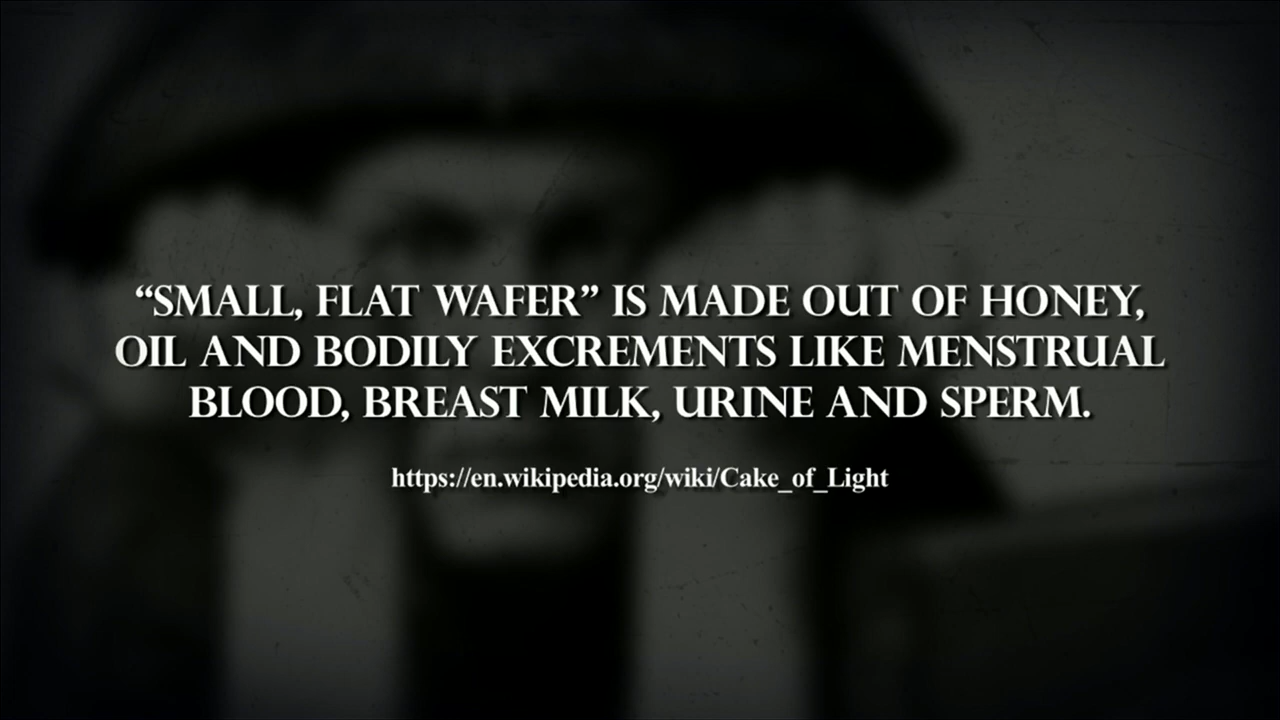 “SMALL, FLAT WAFER” IS MADE OUT OF HONEY,
OIL AND BODILY EXCREMENTS LIKE MENSTRUAL
BLOOD, BREAST MILK, URINE AND SPERM.
https://en.wikipedia.org/wiki/Cake_of_Light